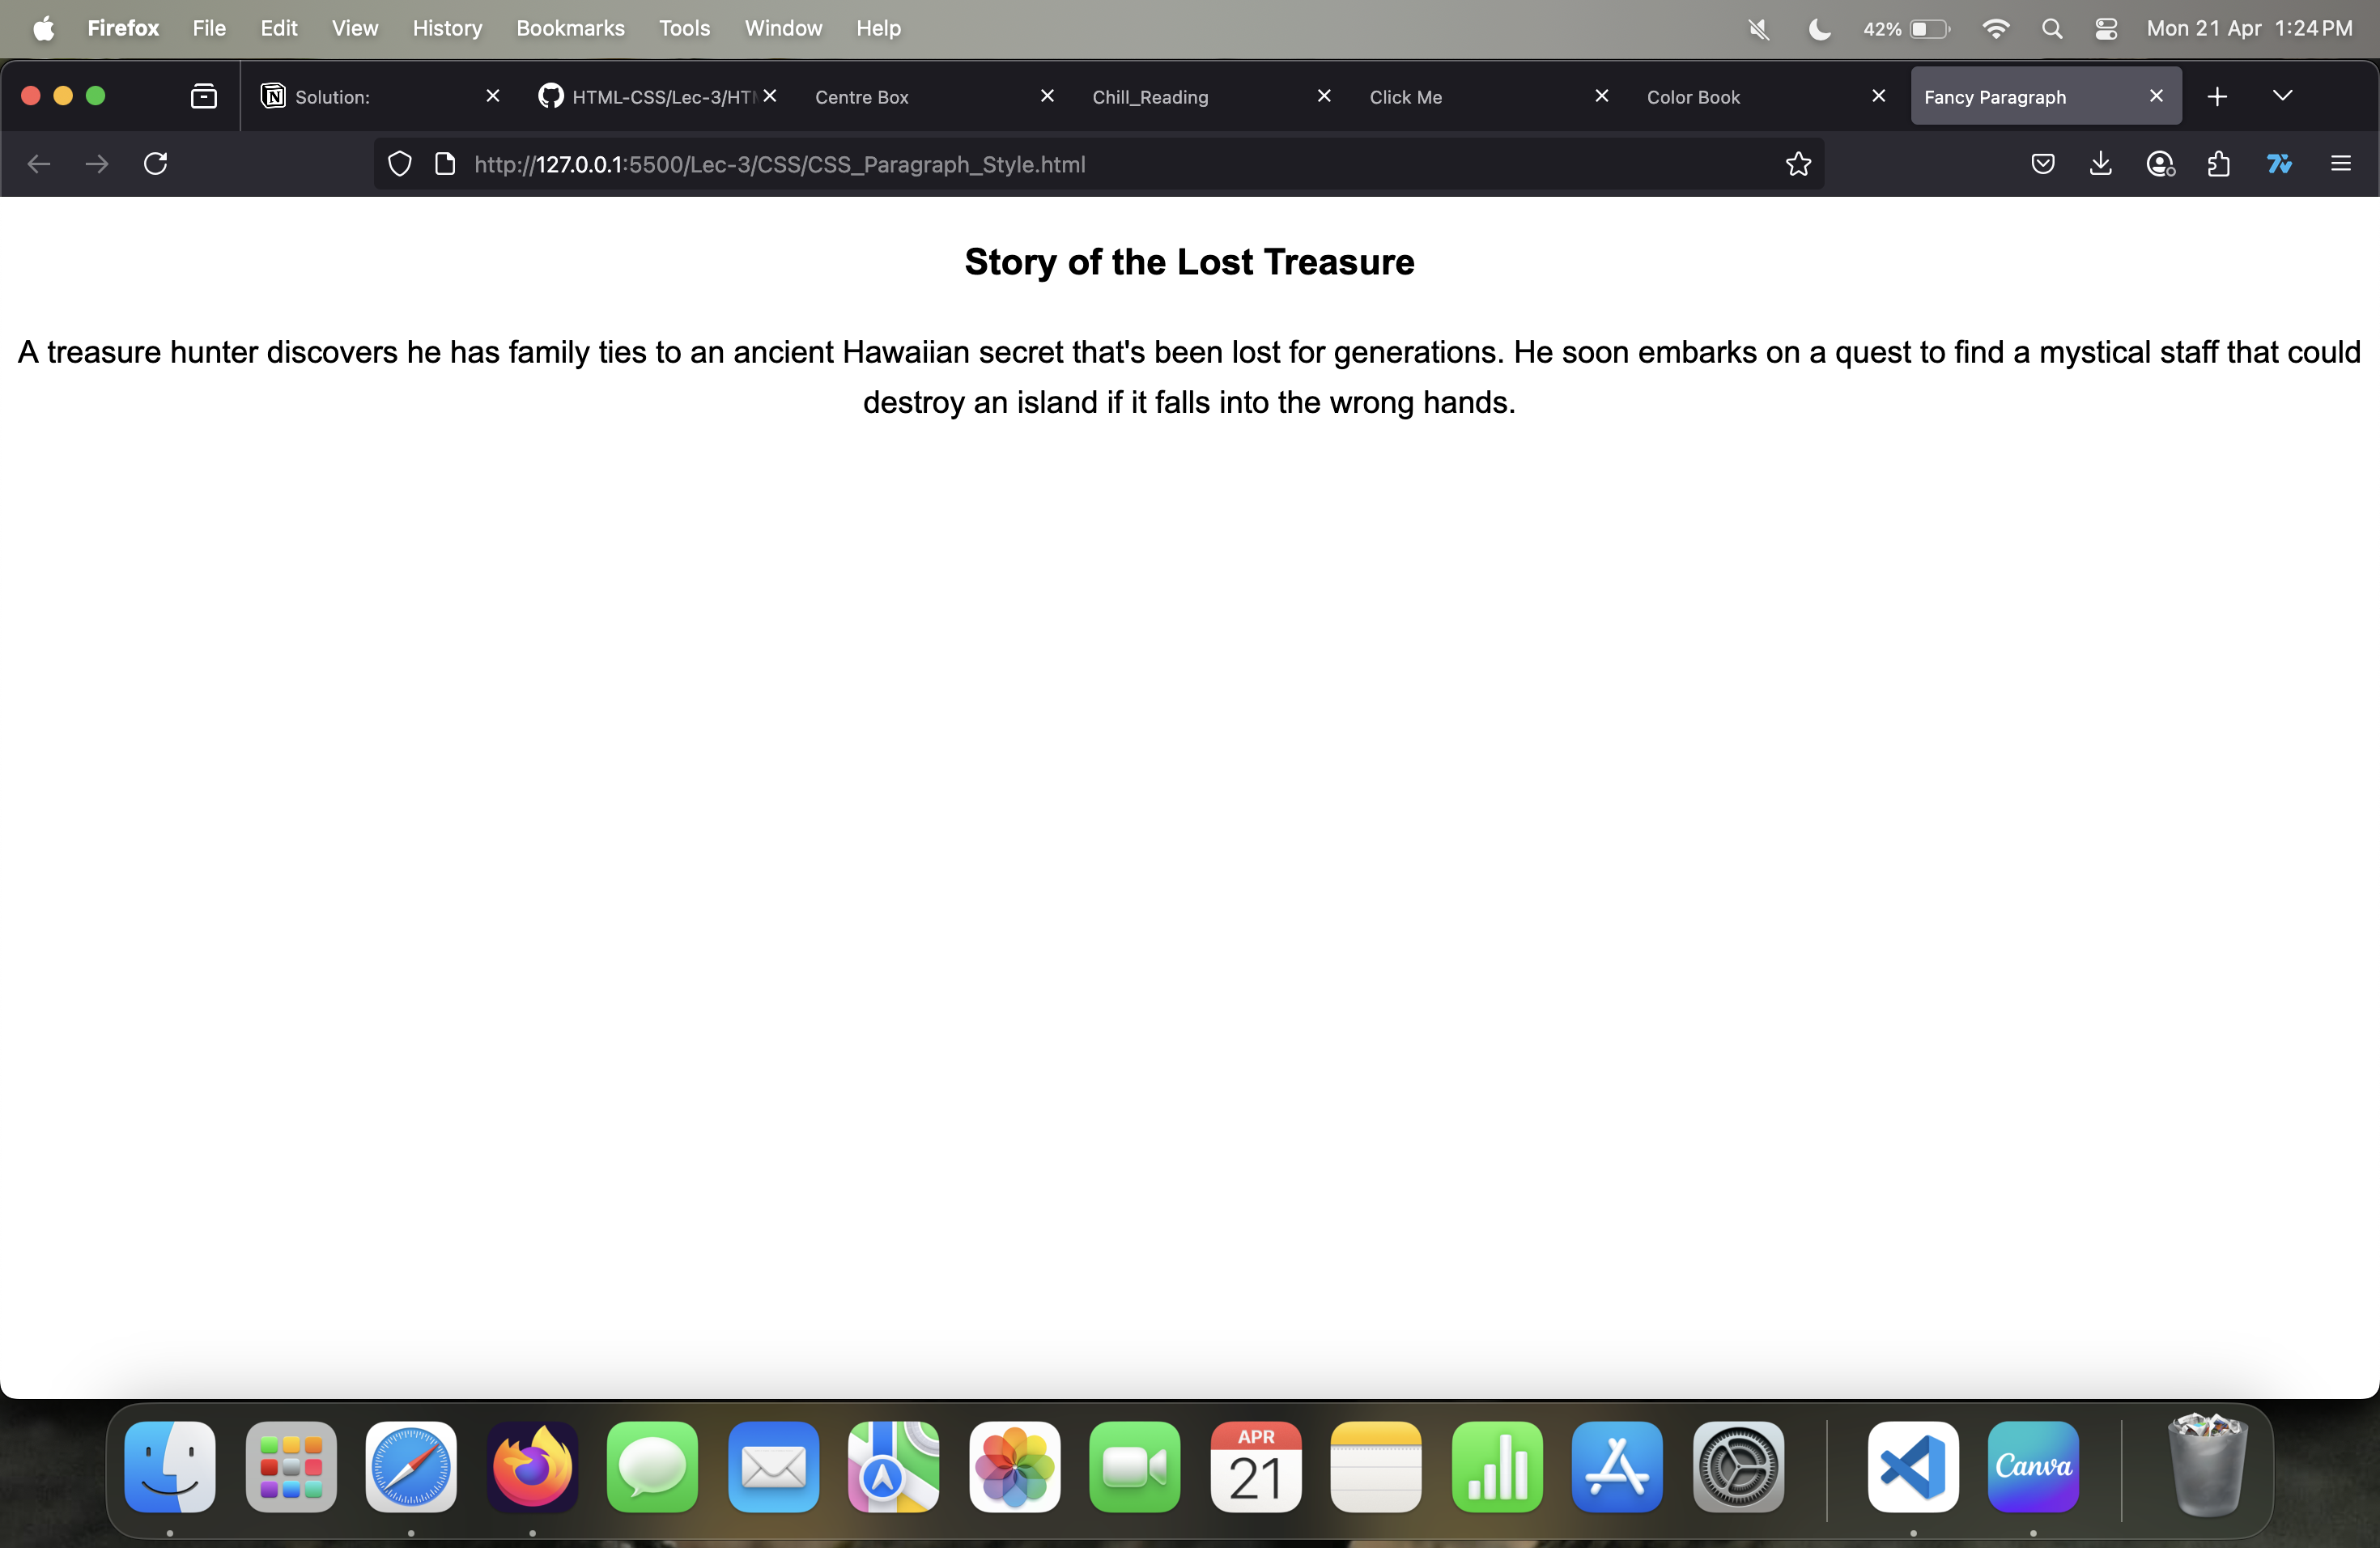 Firefox File Edit View History Bookmarks Tools Window Help 42% Mon 21 Apr 1:24 PM
Solution: HTML-CSS/Lec-3/HT Centre Box Chill_Reading Click Me Color Book Fancy Paragraph
http://127.0.0.1:5500/Lec-3/CSS/CSS_Paragraph_Style.html
Story of the Lost Treasure
A treasure hunter discovers he has family ties to an ancient Hawaiian secret that's been lost for generations. He soon embarks on a quest to find a mystical staff that could
destroy an island if it falls into the wrong hands.
APR
21
Canva